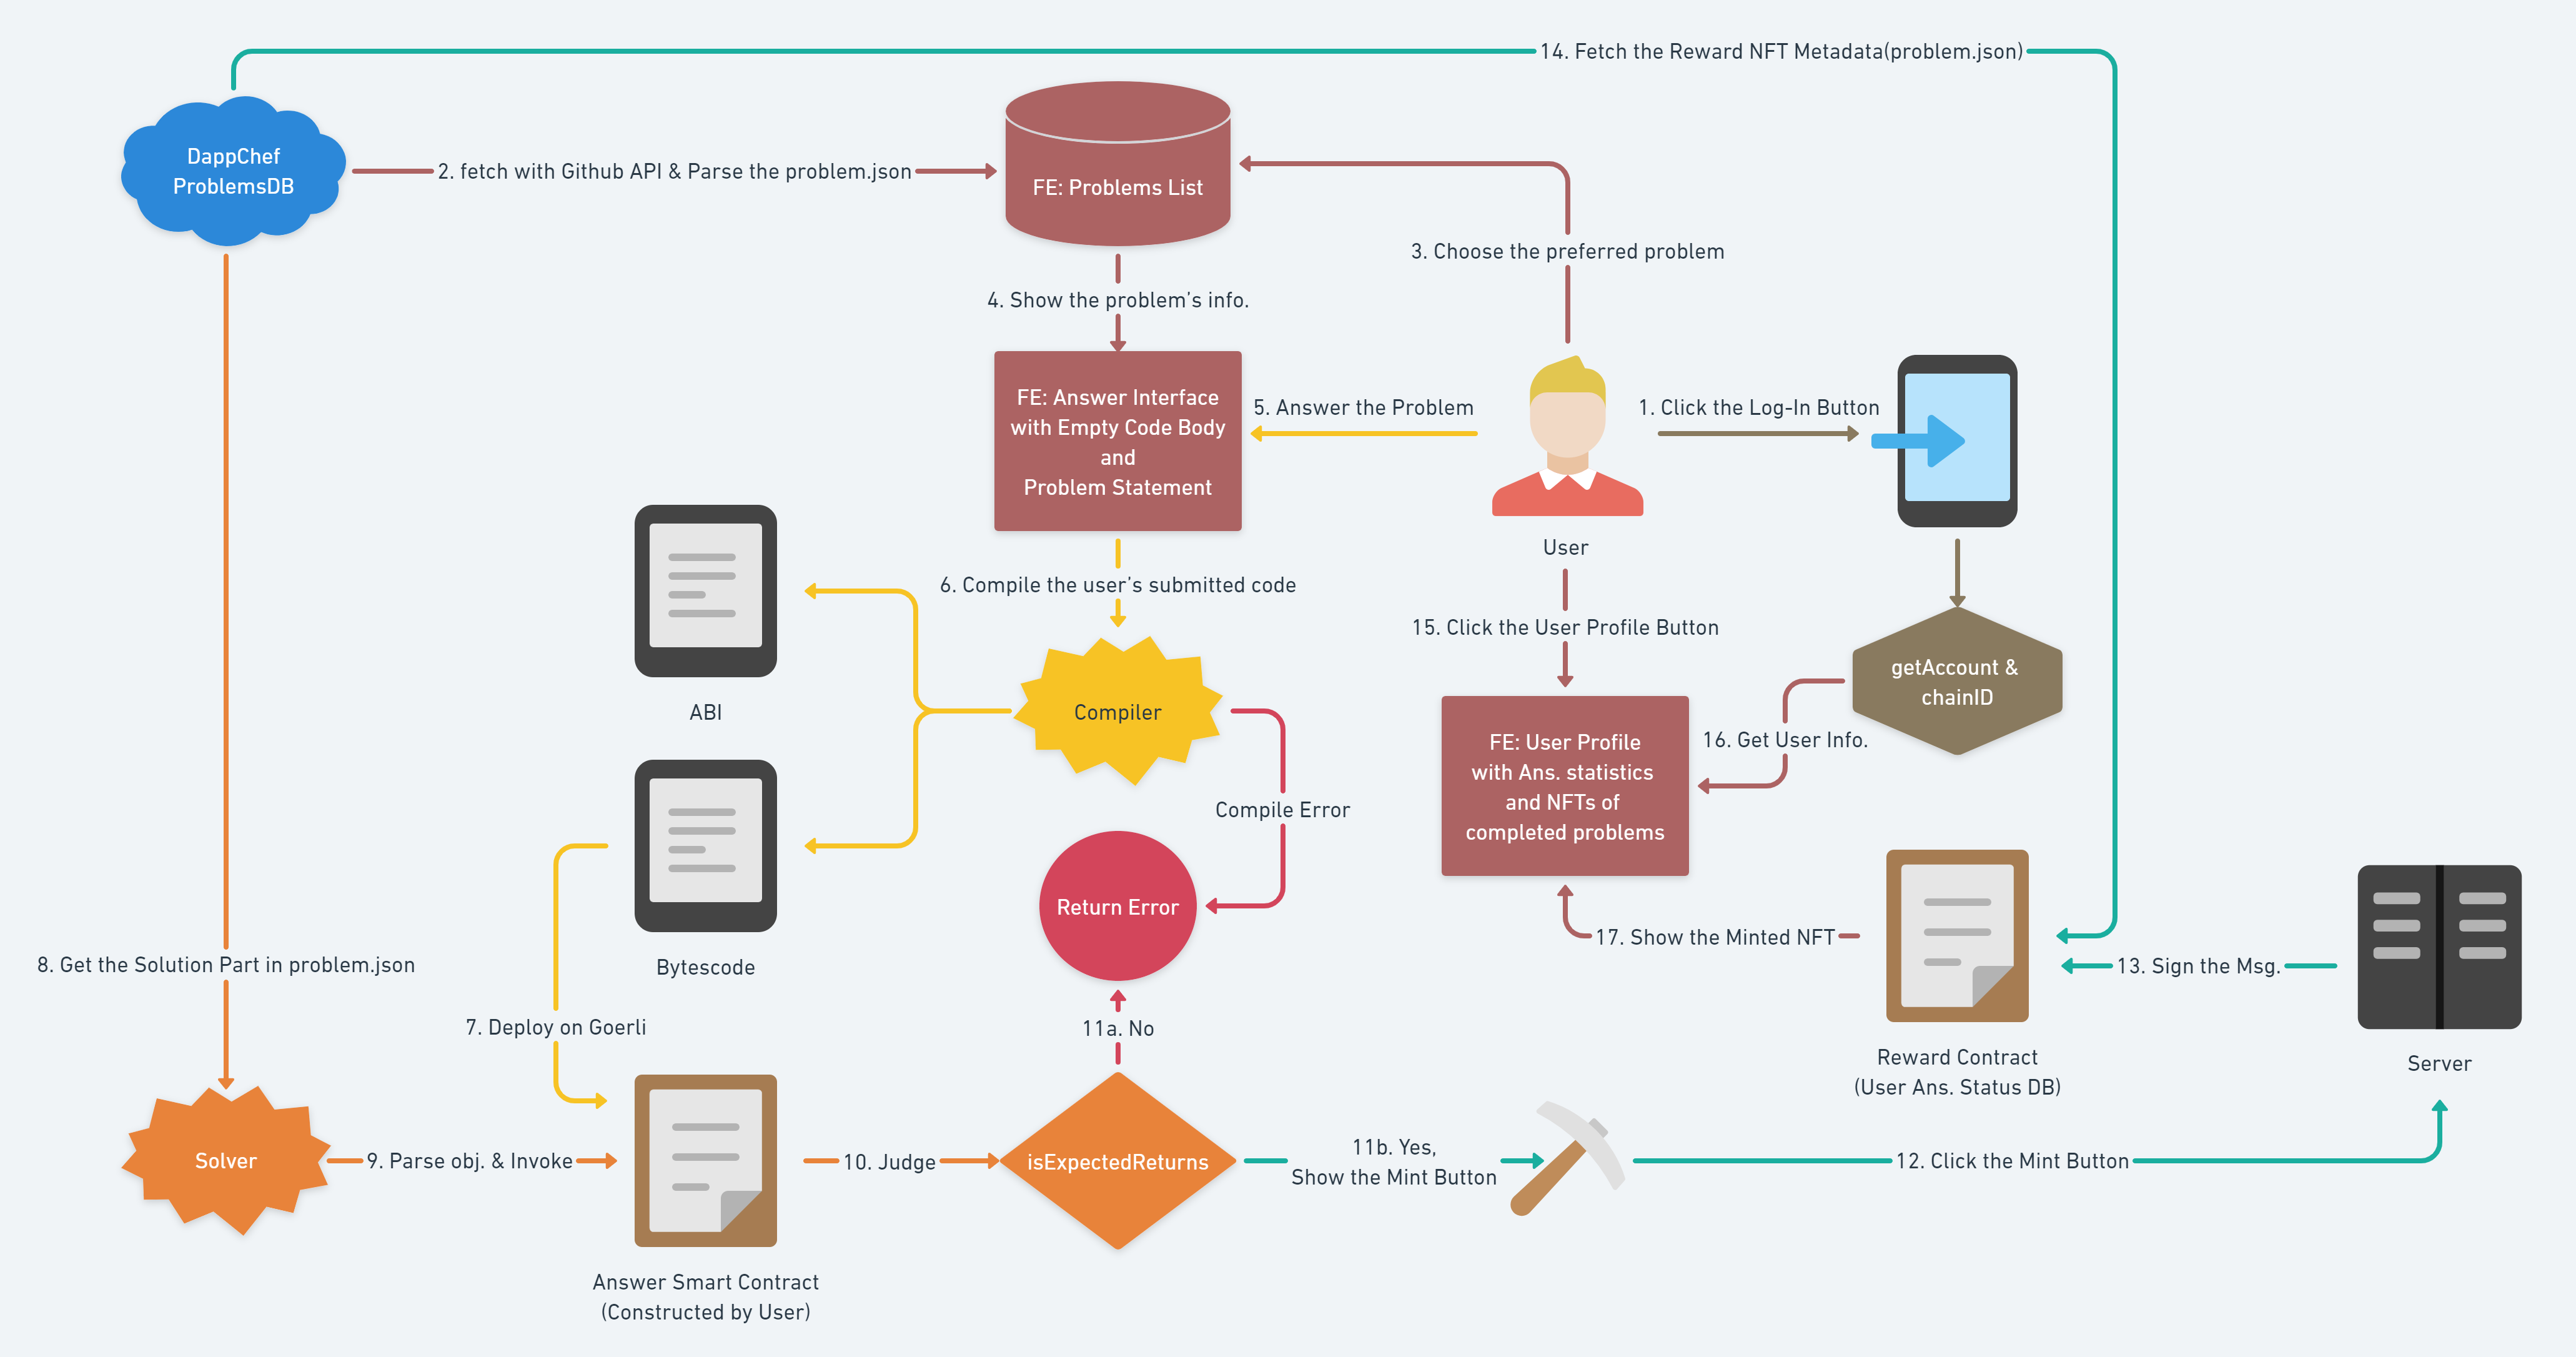 14. Fetch the Reward NFT Metadata(problem.json)
DappChef
ProblemsDB
2. fetch with Github API & Parse the problem.json
FE: Problems List
3. Choose the preferred problem
4. Show the problem’s info.
FE: Answer Interface
with Empty Code Body
and
Problem Statement
5. Answer the Problem
1. Click the Log-In Button
User
6. Compile the user’s submitted code
15. Click the User Profile Button
getAccount &
chainID
ABI
Compiler
16. Get User Info.
FE: User Profile
with Ans. statistics
and NFTs of
completed problems
Compile Error
Return Error
17. Show the Minted NFT
13. Sign the Msg.
8. Get the Solution Part in problem.json
Bytescode
7. Deploy on Goerli
11a. No
Reward Contract
(User Ans. Status DB)
Server
Solver
9. Parse obj. & Invoke
10. Judge
isExpectedReturns
11b. Yes,
Show the Mint Button
12. Click the Mint Button
Answer Smart Contract
(Constructed by User)